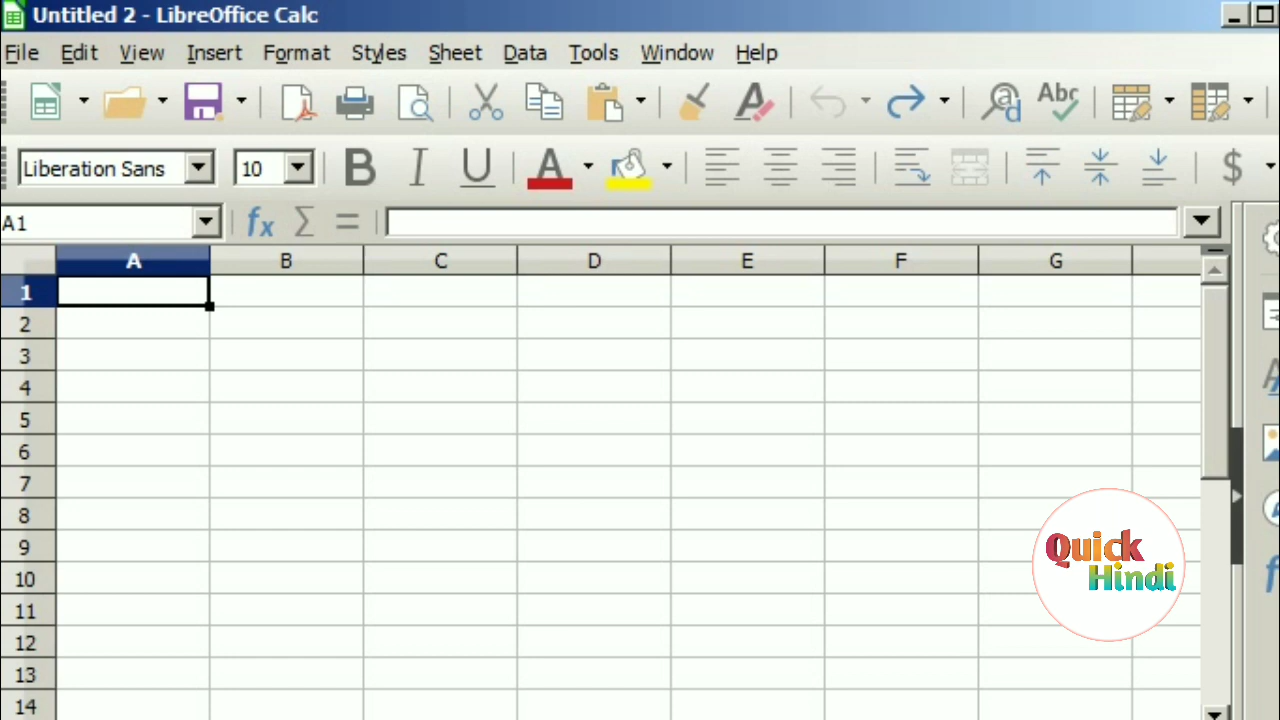 Untitled 2 - LibreOffice Calc
File Edit View Insert Format Styles Sheet Data Tools Window Help
Abc
Liberation Sans 10 B I U A $
A1 fx Σ =
A B C D E F G
1
2
3
4
5
6
7
8
9
Quick
Hindi
10
11
12
13
14